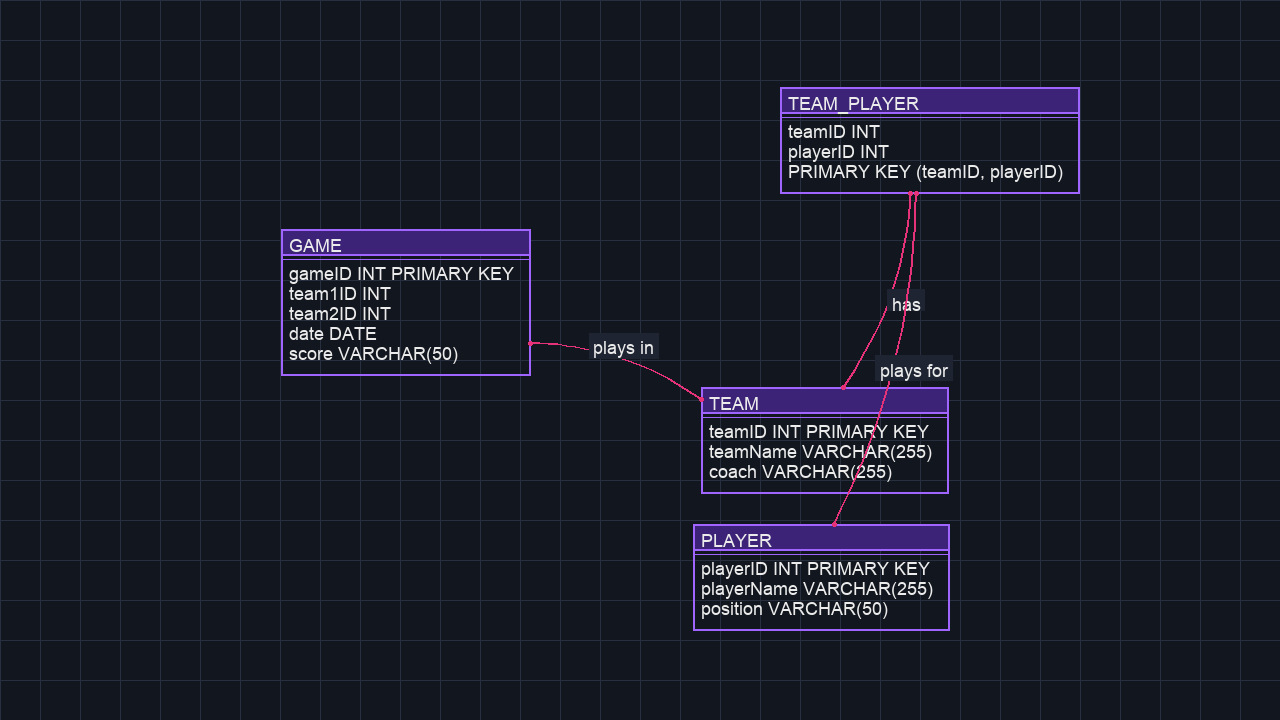 TEAM_PLAYER
teamID INT
playerID INT
PRIMARY KEY (teamID, playerID)
GAME
gameID INT PRIMARY KEY
team1ID INT
team2ID INT
date DATE
score VARCHAR(50)
has
plays in
plays for
TEAM
teamID INT PRIMARY KEY
teamName VARCHAR(255)
coach VARCHAR(255)
PLAYER
playerID INT PRIMARY KEY
playerName VARCHAR(255)
position VARCHAR(50)